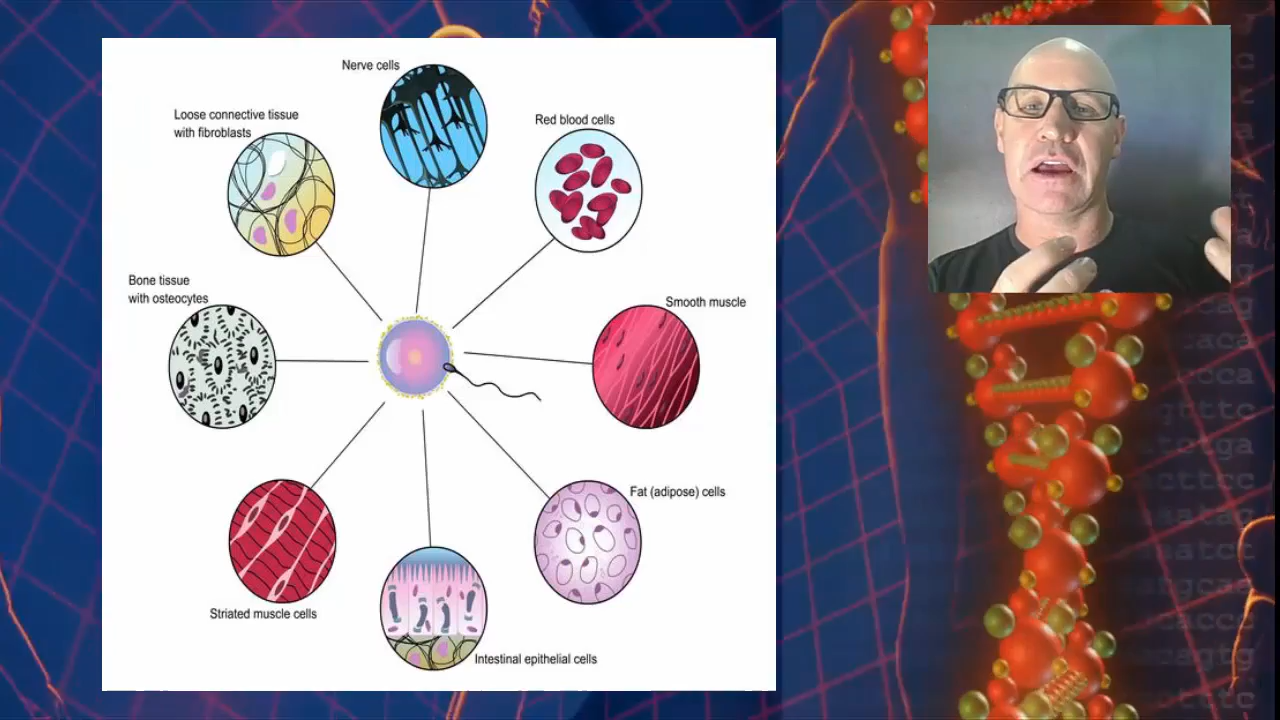 Nerve cells
Loose connective tissue
with fibroblasts
Red blood cells
Bone tissue
with osteocytes
Smooth muscle
Fat (adipose) cells
Striated muscle cells
Intestinal epithelial cells